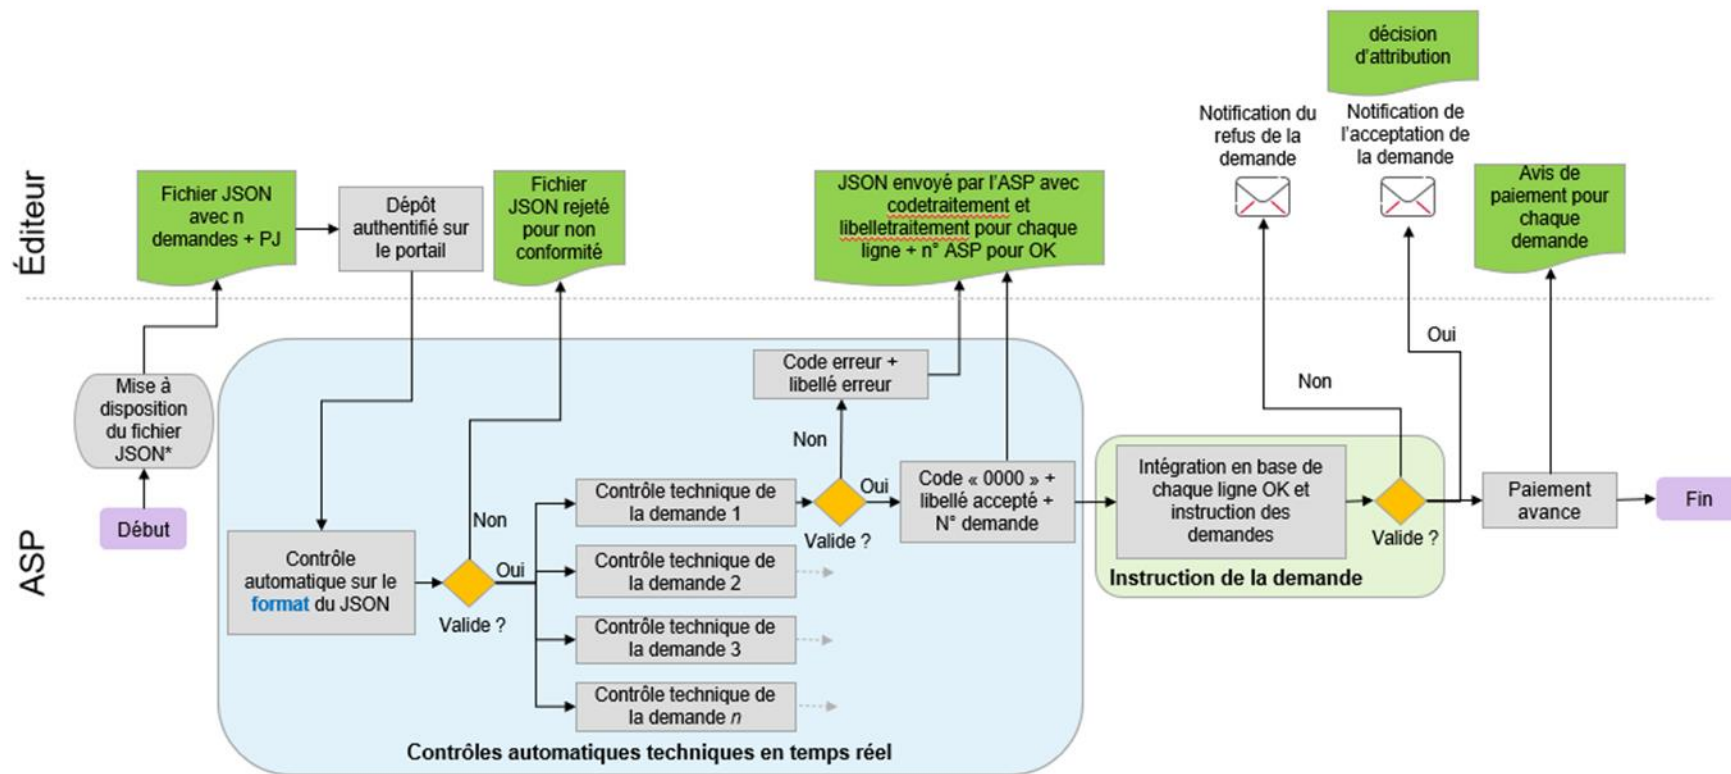 décision
d'attribution
Notification du
refus de la
demande
Notification de
l'acceptation de
la demande
Éditeur
Fichier JSON
avec n
demandes + PJ
Dépôt
authentifié sur
le portail
Fichier
JSON rejeté
pour non
conformité
JSON envoyé par l'ASP avec
codetraitement et
libelletraitement pour chaque
ligne + n° ASP pour OK
Avis de
paiement pour
chaque
demande
ASP
Début
Mise à
disposition
du fichier
JSON*
Contrôle
automatique sur le
format du JSON
Valide ?
Non
Oui
Contrôle technique de
la demande 1
Contrôle technique de
la demande 2
Contrôle technique de
la demande 3
Contrôle technique de
la demande n
Valide ?
Non
Oui
Code erreur +
libellé erreur
Code « 0000 » +
libellé accepté +
N° demande
Contrôles automatiques techniques en temps réel
Intégration en base de
chaque ligne OK et
instruction des
demandes
Instruction de la demande
Valide ?
Non
Oui
Paiement
avance
Fin